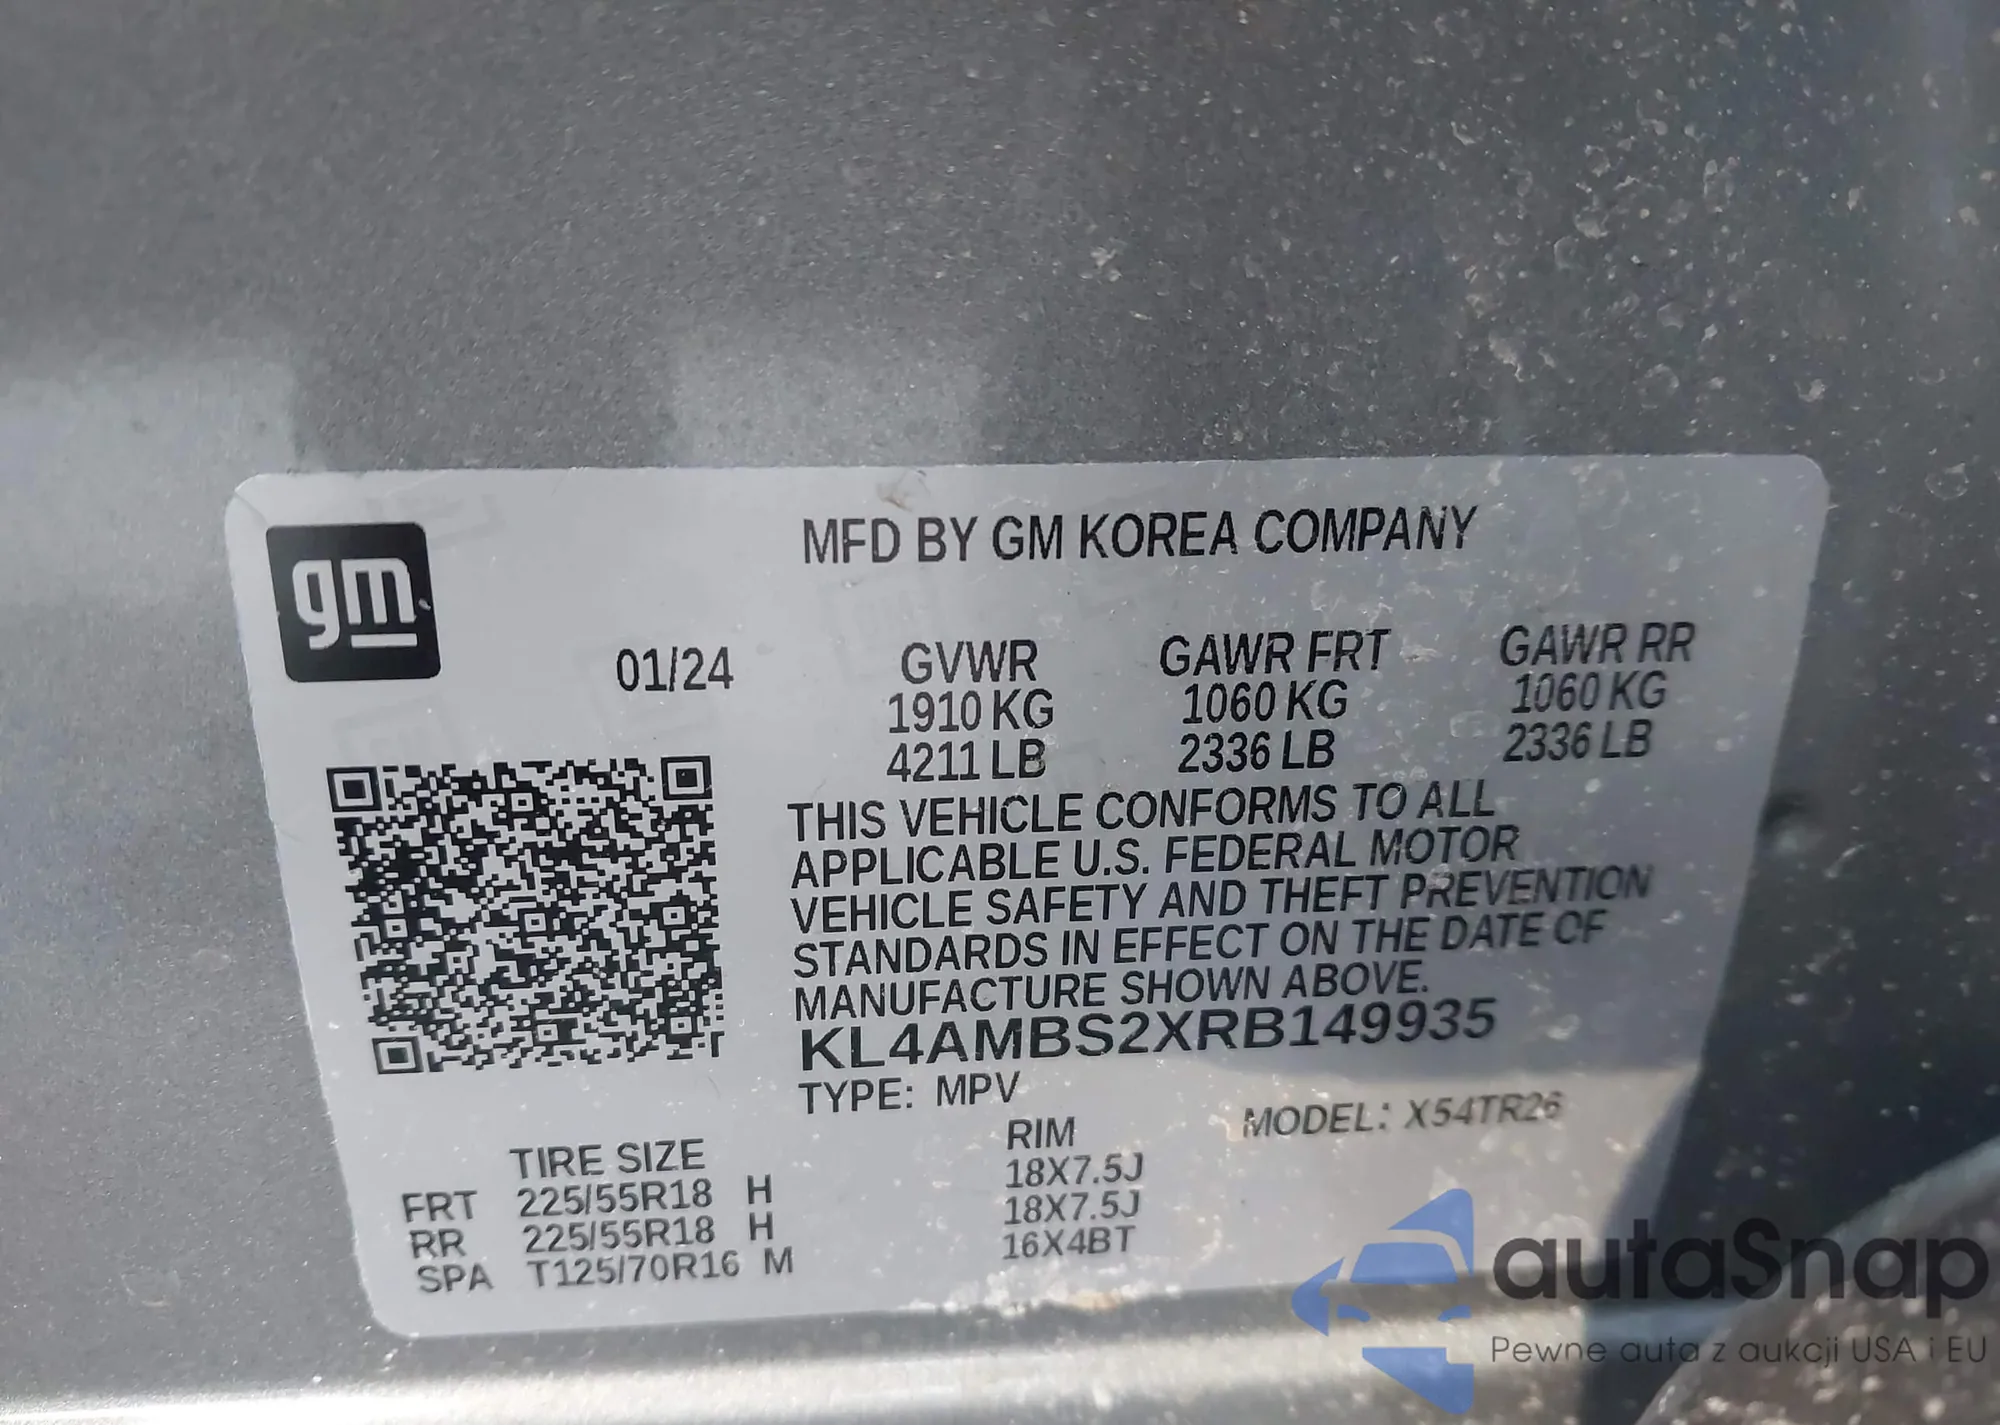 gm
MFD BY GM KOREA COMPANY
01/24 GVWR GAWR FRT GAWR RR
1910 KG 1060 KG 1060 KG
4211 LB 2336 LB 2336 LB
THIS VEHICLE CONFORMS TO ALL
APPLICABLE U.S. FEDERAL MOTOR
VEHICLE SAFETY AND THEFT PREVENTION
STANDARDS IN EFFECT ON THE DATE OF
MANUFACTURE SHOWN ABOVE.
KL4AMBS2XRB149935
TYPE: MPV MODEL: X54TR26
TIRE SIZE RIM
FRT 225/55R18 H 18X7.5J
RR 225/55R18 H 18X7.5J
SPA T125/70R16 M 16X4BT
autaSnap
Pewne auta z aukcji USA i EU